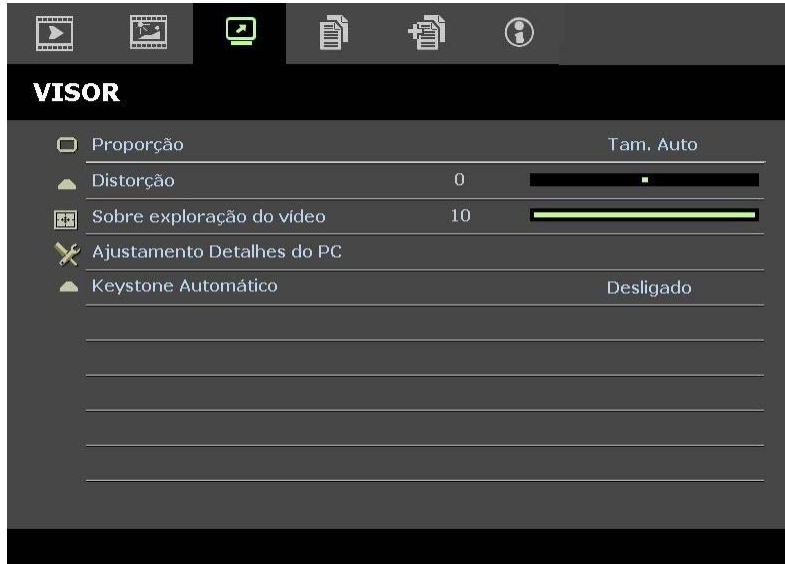 VISOR
Proporção Tam. Auto
Distorção 0
Sobre exploração do vídeo 10
Ajustamento Detalhes do PC
Keystone Automático Desligado